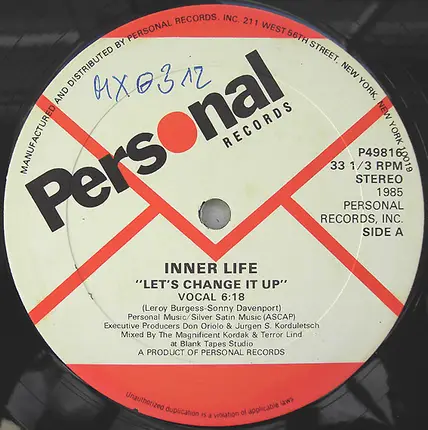 MANUFACTURED AND DISTRIBUTED BY PERSONAL RECORDS, INC. 211 WEST 56TH STREET, NEW YORK, NEW YORK 10019
MX0312
Personal
RECORDS
P49816
33 1/3 RPM
STEREO
1985
PERSONAL
RECORDS, INC.
SIDE A
INNER LIFE
"LET'S CHANGE IT UP"
VOCAL 6:18
(Leroy Burgess-Sonny Davenport)
Personal Music/Silver Satin Music (ASCAP)
Executive Producers Don Oriolo & Jurgen S. Korduletsch
Mixed By The Magnificent Kordak & Terror Lind
at Blank Tapes Studio
A PRODUCT OF PERSONAL RECORDS
Unauthorized duplication is a violation of applicable laws